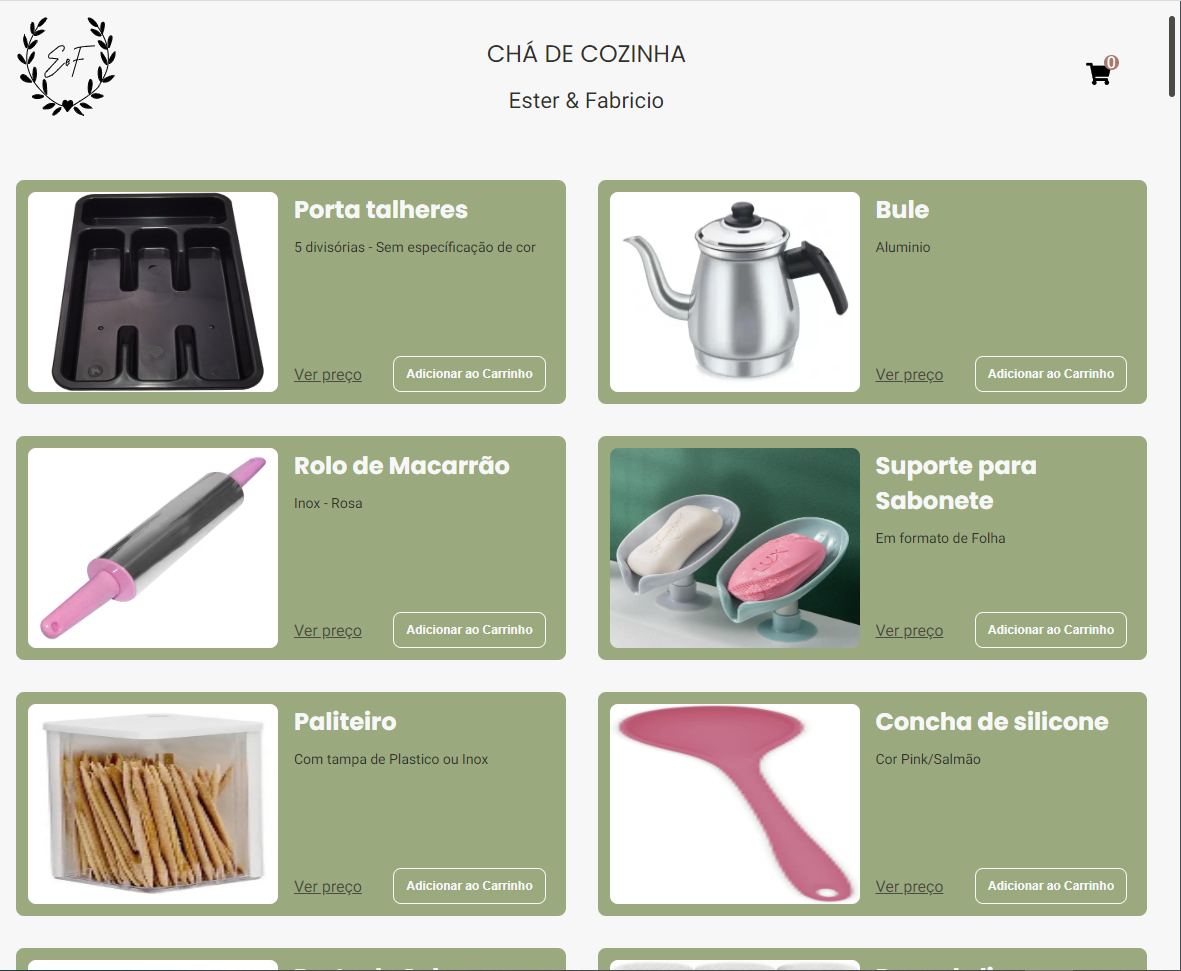 EeF
CHÁ DE COZINHA
0
Ester & Fabricio
Porta talheres
5 divisórias - Sem específicação de cor
Ver preço
Adicionar ao Carrinho
Bule
Aluminio
Ver preço
Adicionar ao Carrinho
Rolo de Macarrão
Inox - Rosa
Ver preço
Adicionar ao Carrinho
Suporte para
Sabonete
Em formato de Folha
LUX
Ver preço
Adicionar ao Carrinho
Paliteiro
Com tampa de Plastico ou Inox
Ver preço
Adicionar ao Carrinho
Concha de silicone
Cor Pink/Salmão
Ver preço
Adicionar ao Carrinho